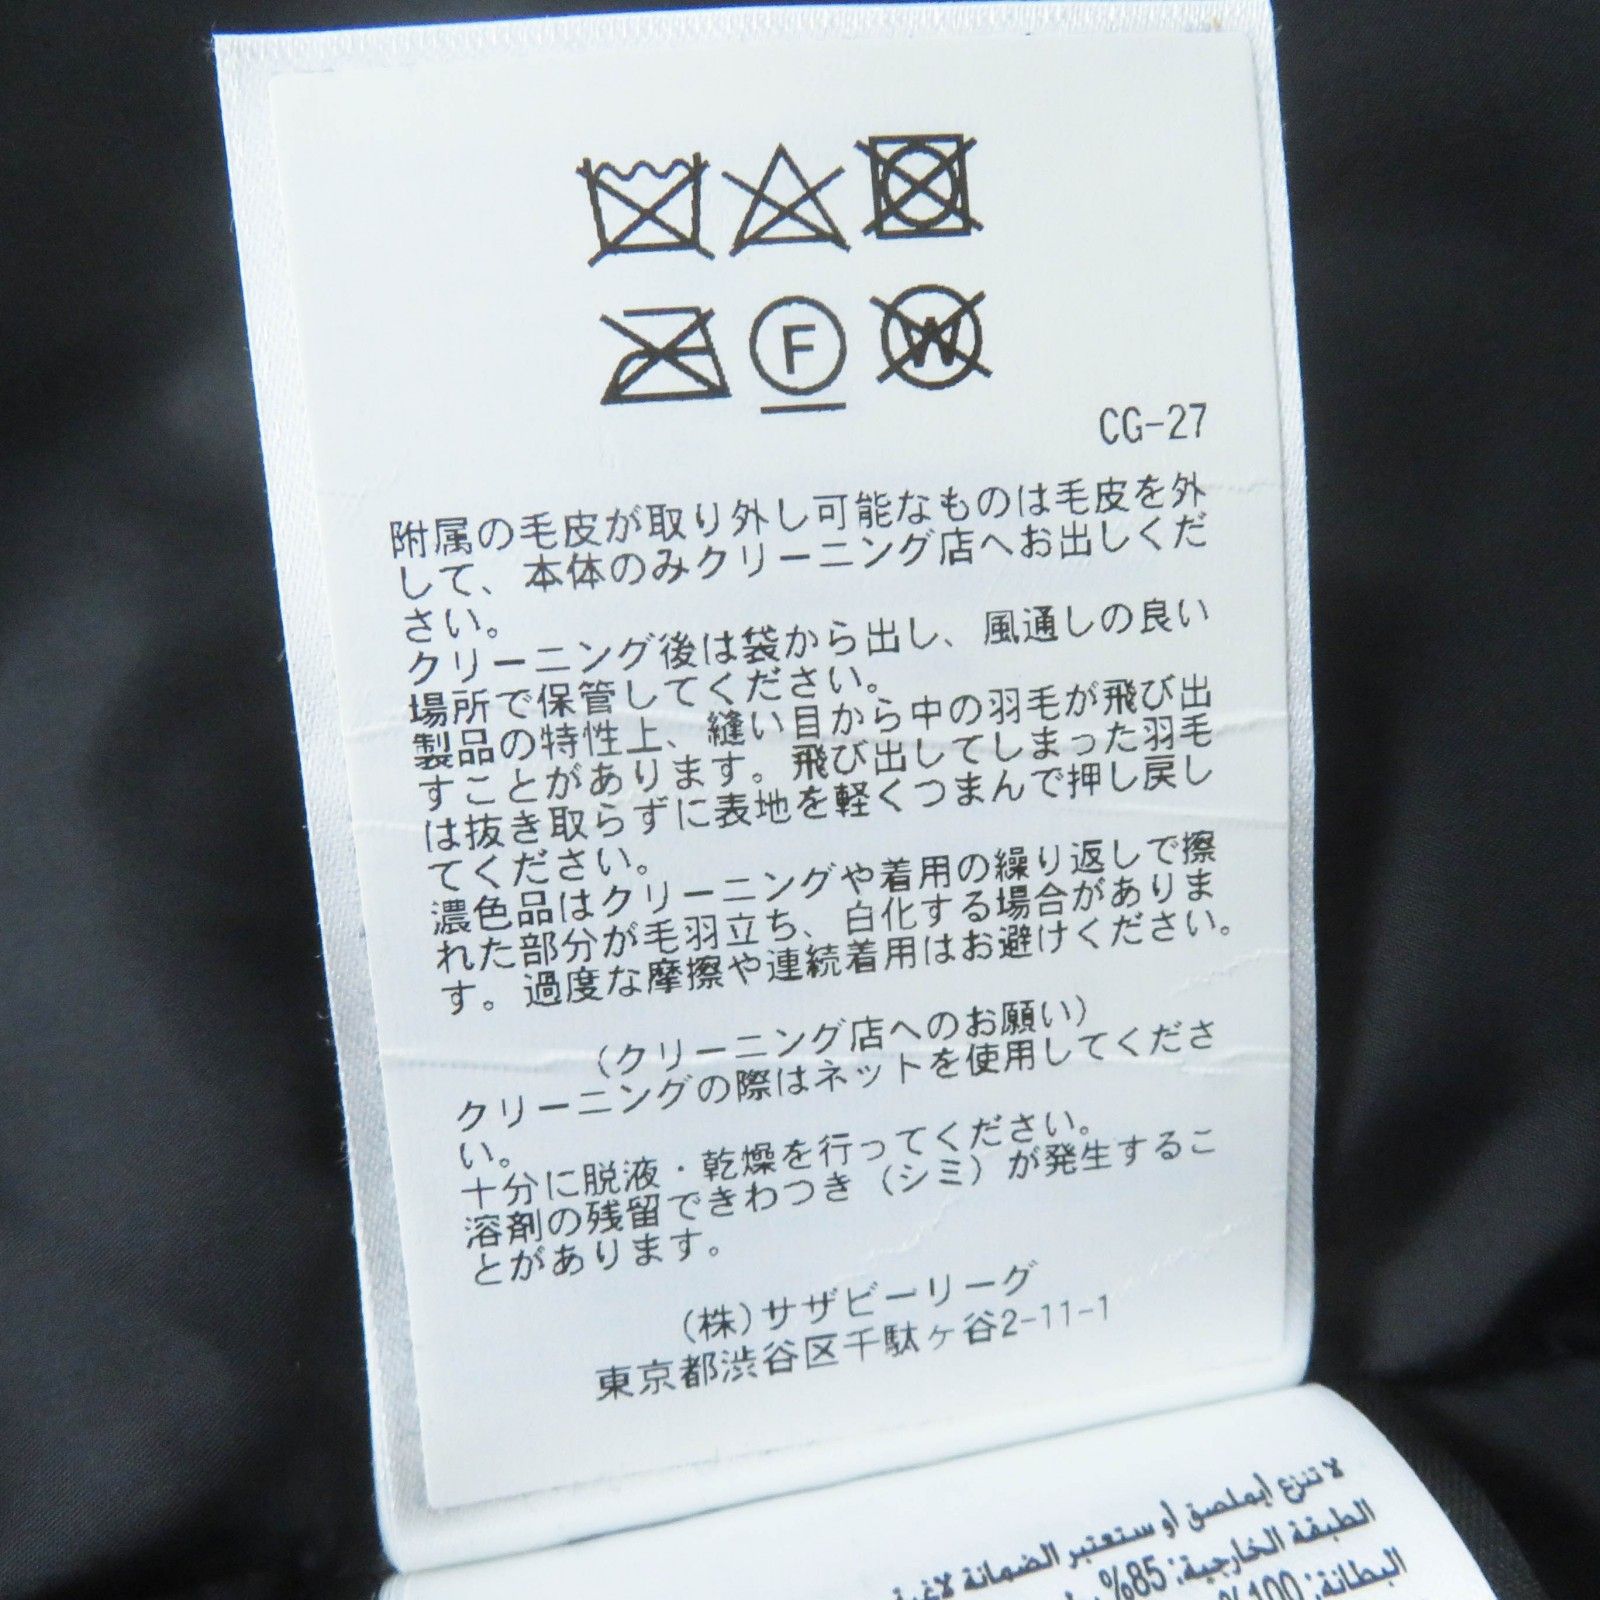 F
W
CG-27
附属の毛皮が取り外し可能なものは毛皮を外
して、本体のみクリーニング店へお出しくだ
さい。
クリーニング後は袋から出し、風通しの良い
場所で保管してください。
製品の特性上、縫い目から中の羽毛が飛び出
すことがあります。飛び出してしまった羽毛
は抜き取らずに表地を軽くつまんで押し戻し
てください。
濃色品はクリーニングや着用の繰り返しで擦
れた部分が毛羽立ち、白化する場合がありま
す。過度な摩擦や連続着用はお避けください。
(クリーニング店へのお願い)
クリーニングの際はネットを使用してくださ
い。
十分に脱液・乾燥を行ってください。
溶剤の残留できわつき(シミ)が発生するこ
とがあります。
(株)サザビーリーグ
東京都渋谷区千駄ヶ谷2-11-1
لا تنزع أيملصق أو ستعتبر الضمانة لاغية
الطبقة الخارجية: 85%
البطانة: 100%